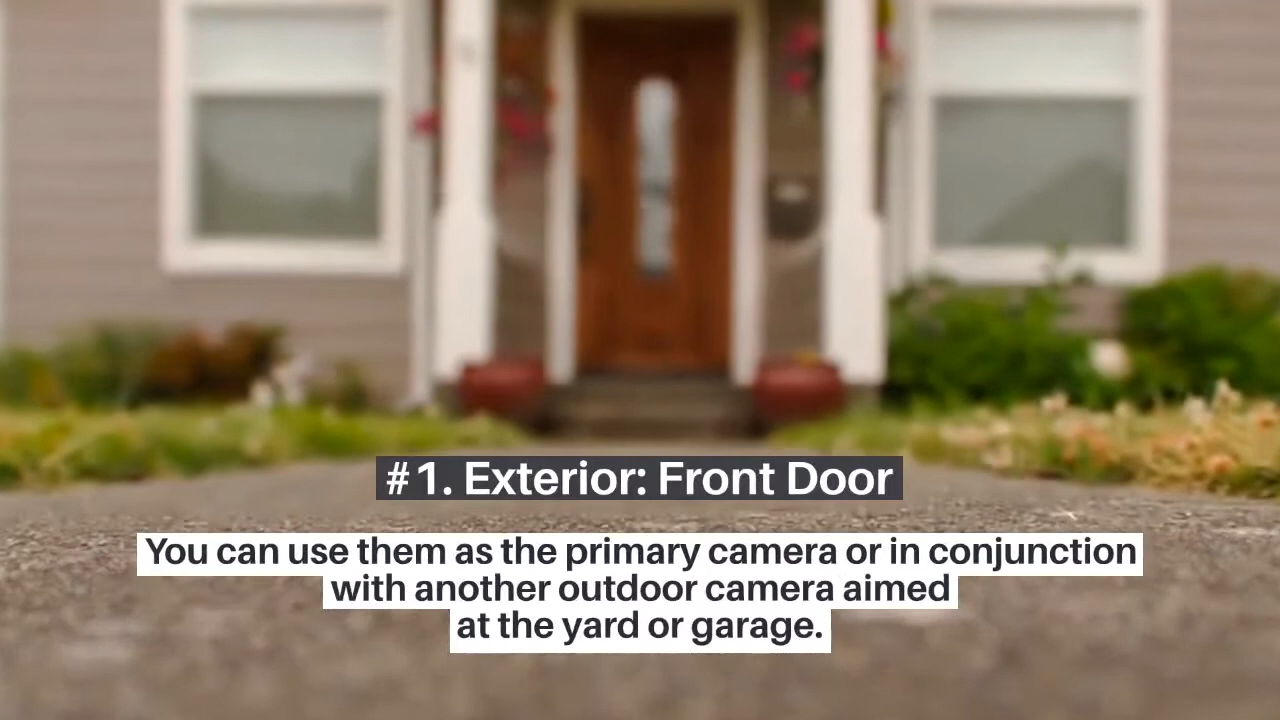 #1. Exterior: Front Door
You can use them as the primary camera or in conjunction
with another outdoor camera aimed
at the yard or garage.